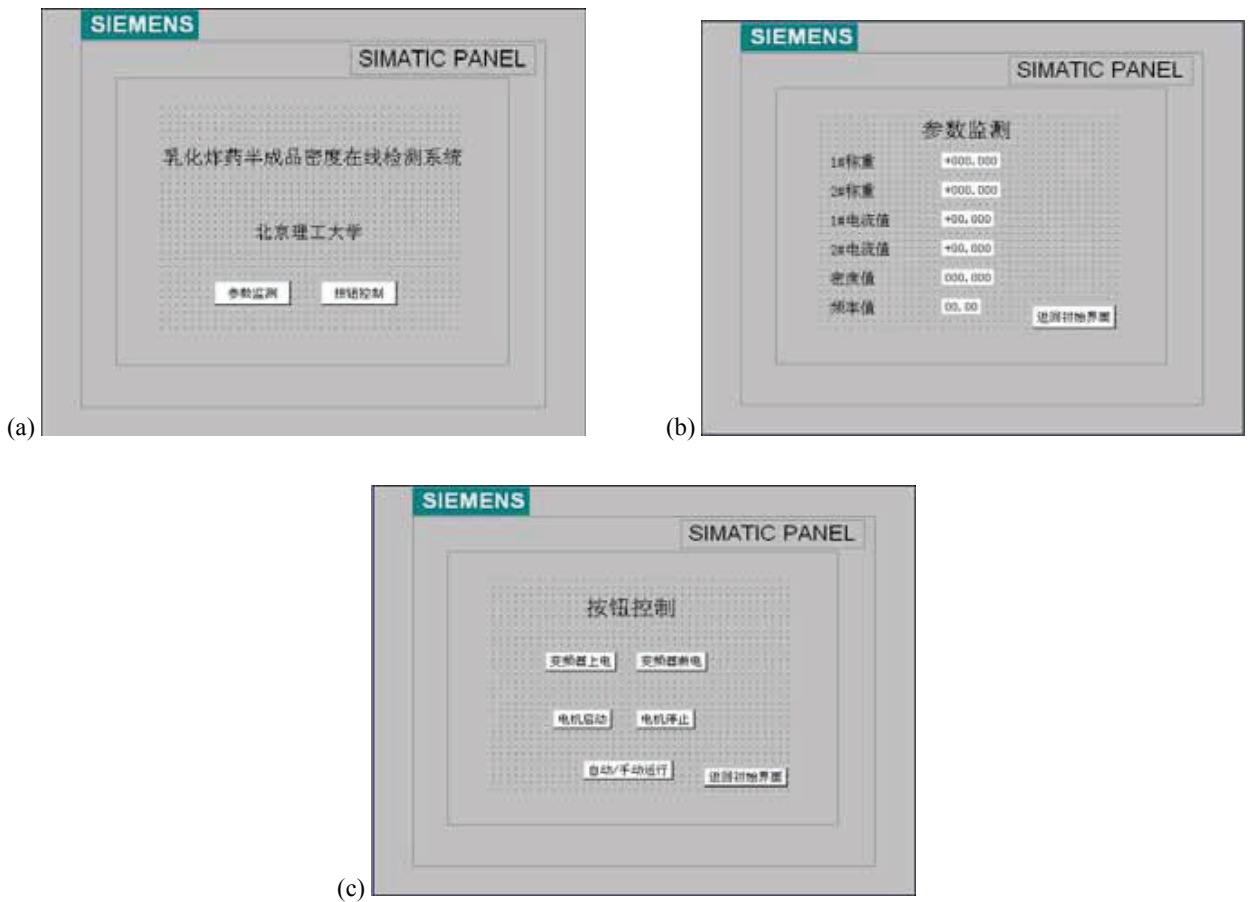 SIEMENS
SIMATIC PANEL
乳化炸药半成品密度在线检测系统
北京理工大学
参数监测 按钮控制
(a)
SIEMENS
SIMATIC PANEL
参数监测
1#称重 +000.000
2#称重 +000.000
1#电流值 +00.000
2#电流值 +00.000
密度值 000.000
频率值 00.00
返回初始界面
(b)
SIEMENS
SIMATIC PANEL
按钮控制
变频器上电 变频器断电
电机启动 电机停止
自动/手动运行
返回初始界面
(c)